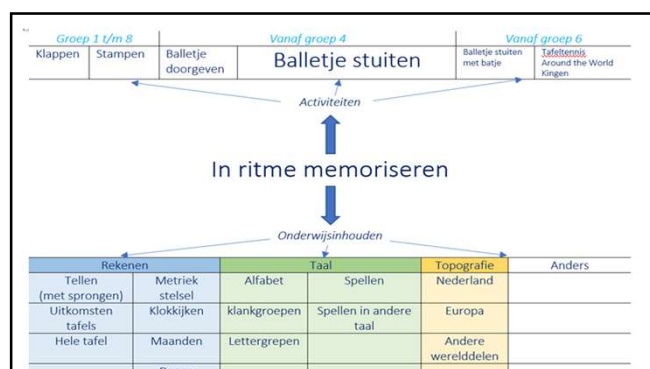 Groep 1 t/m 8 Vanaf groep 4 Vanaf groep 6
Klappen Stampen Balletje doorgeven Balletje stuiten Balletje stuiten met batje Tafeltennis
Around the World
Kingen
Activiteiten
In ritme memoriseren
Onderwijsinhouden
Rekenen Taal Topografie Anders
Tellen (met sprongen) Metriek stelsel Alfabet Spellen Nederland
Uitkomsten tafels Klokkijken klankgroepen Spellen in andere taal Europa
Hele tafel Maanden Lettergrepen Andere werelddelen